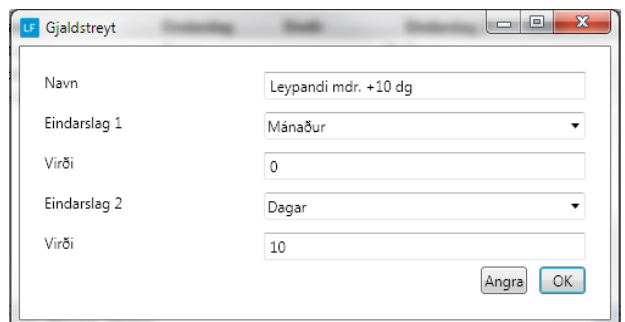 LF Gjaldstreyt
Navn Leypandi mdr. +10 dg
Eindarslag 1 Mánaður
Virði 0
Eindarslag 2 Dagar
Virði 10
Angra OK